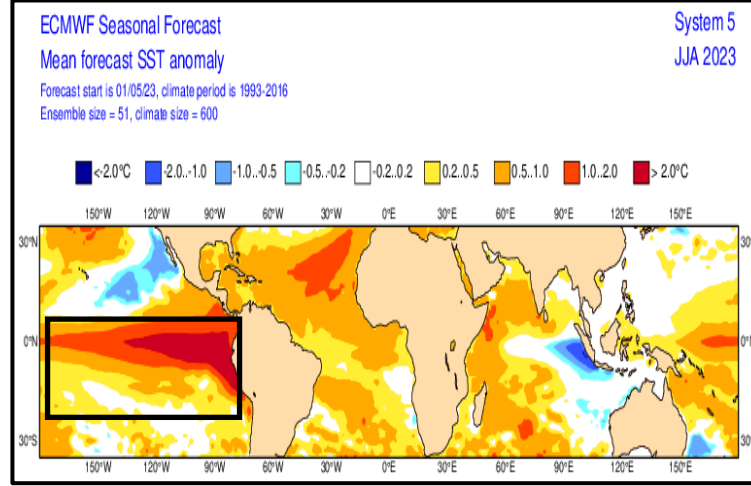 ECMWF Seasonal Forecast
System 5
Mean forecast SST anomaly
JJA 2023
Forecast start is 01/05/23, climate period is 1993-2016
Ensemble size = 51, climate size = 600
<-2.0°C -2.0..-1.0 -1.0..-0.5 -0.5..-0.2 -0.2..0.2 0.2..0.5 0.5..1.0 1.0..2.0 > 2.0°C
150°W 120°W 90°W 60°W 30°W 0°E 30°E 60°E 90°E 120°E 150°E
30°N 30°
0°N 0°
30°S 30°
150°W 120°W 90°W 60°W 30°W 0°E 30°E 60°E 90°E 120°E 150°E